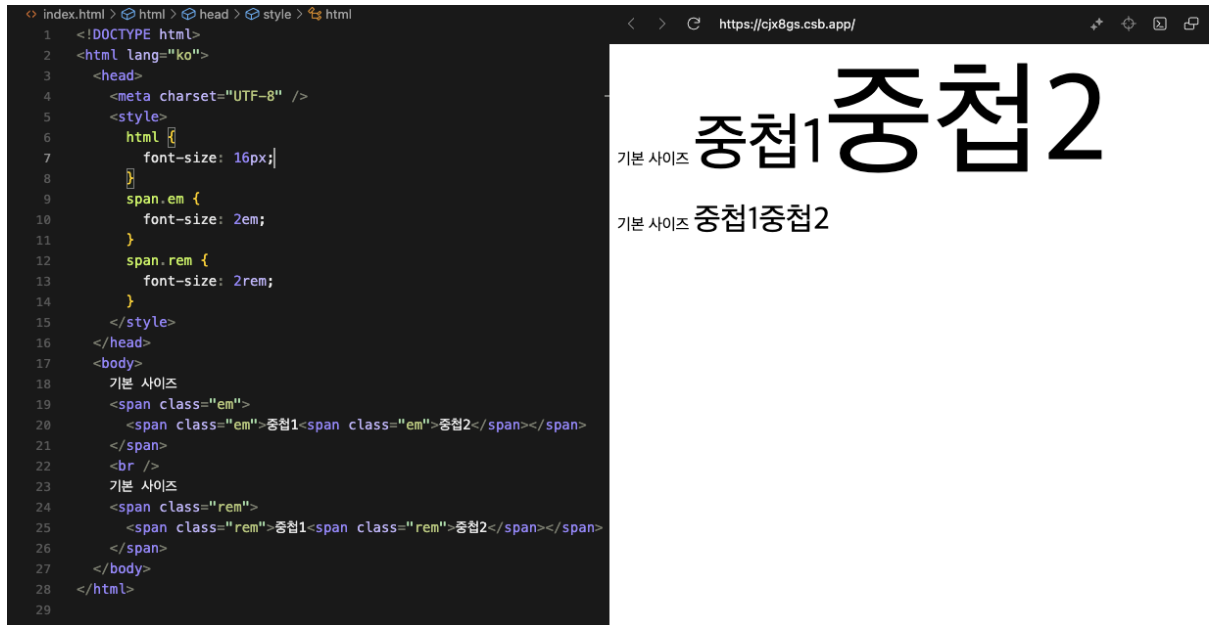 index.html > html > head > style > html
1 <!DOCTYPE html>
2 <html lang="ko">
3 <head>
4 <meta charset="UTF-8" />
5 <style>
6 html {
7 font-size: 16px;
8 }
9 span.em {
10 font-size: 2em;
11 }
12 span.rem {
13 font-size: 2rem;
14 }
15 </style>
16 </head>
17 <body>
18 기본 사이즈
19 <span class="em">
20 <span class="em">중첩1<span class="em">중첩2</span></span>
21 </span>
22 <br />
23 기본 사이즈
24 <span class="rem">
25 <span class="rem">중첩1<span class="rem">중첩2</span></span>
26 </span>
27 </body>
28 </html>
29
https://cjx8gs.csb.app/
기본 사이즈 중첩1중첩2
기본 사이즈 중첩1중첩2